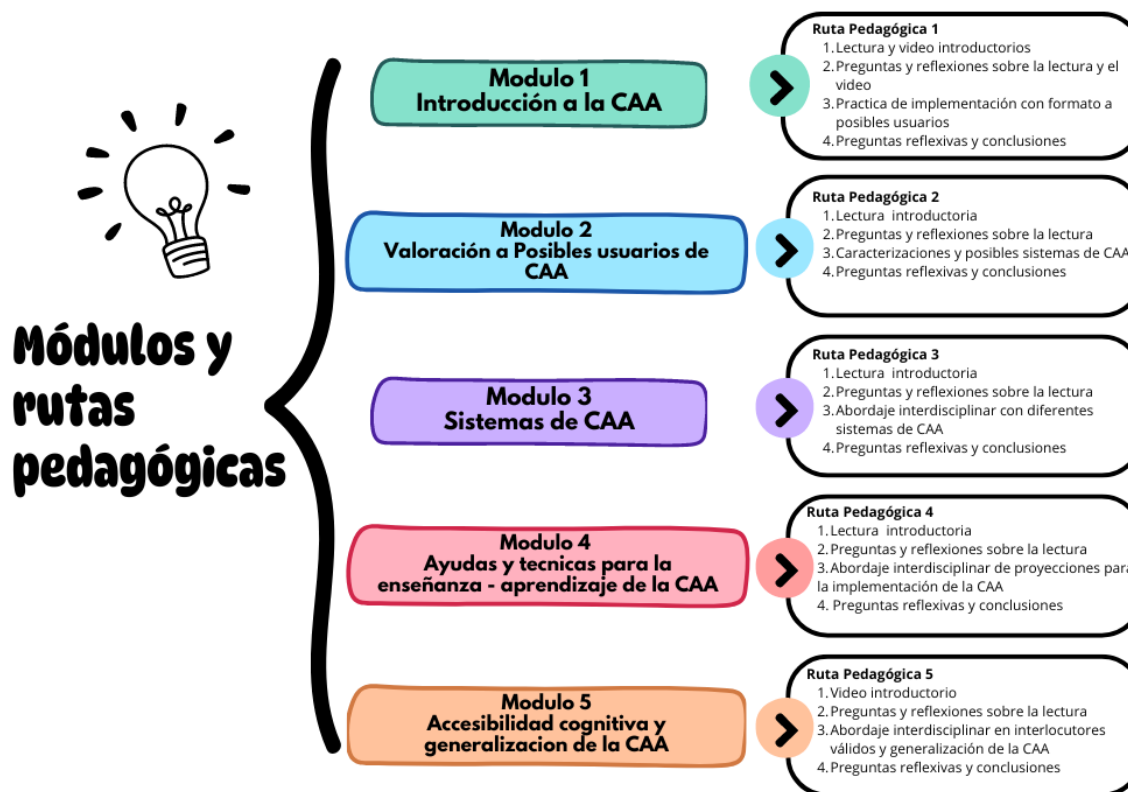 Módulos y
rutas
pedagógicas
Modulo 1
Introducción a la CAA
Ruta Pedagógica 1
1. Lectura y video introductorios
2. Preguntas y reflexiones sobre la lectura y el
video
3. Practica de implementación con formato a
posibles usuarios
4. Preguntas reflexivas y conclusiones
Modulo 2
Valoración a Posibles usuarios de
CAA
Ruta Pedagógica 2
1. Lectura introductoria
2. Preguntas y reflexiones sobre la lectura
3. Caracterizaciones y posibles sistemas de CAA
4. Preguntas reflexivas y conclusiones
Modulo 3
Sistemas de CAA
Ruta Pedagógica 3
1. Lectura introductoria
2. Preguntas y reflexiones sobre la lectura
3. Abordaje interdisciplinar con diferentes
sistemas de CAA
4. Preguntas reflexivas y conclusiones
Modulo 4
Ayudas y tecnicas para la
enseñanza - aprendizaje de la CAA
Ruta Pedagógica 4
1. Lectura introductoria
2. Preguntas y reflexiones sobre la lectura
3. Abordaje interdisciplinar de proyecciones para
la implementación de la CAA
4. Preguntas reflexivas y conclusiones
Modulo 5
Accesibilidad cognitiva y
generalizacion de la CAA
Ruta Pedagógica 5
1. Video introductorio
2. Preguntas y reflexiones sobre la lectura
3. Abordaje interdisciplinar en interlocutores
válidos y generalización de la CAA
4. Preguntas reflexivas y conclusiones